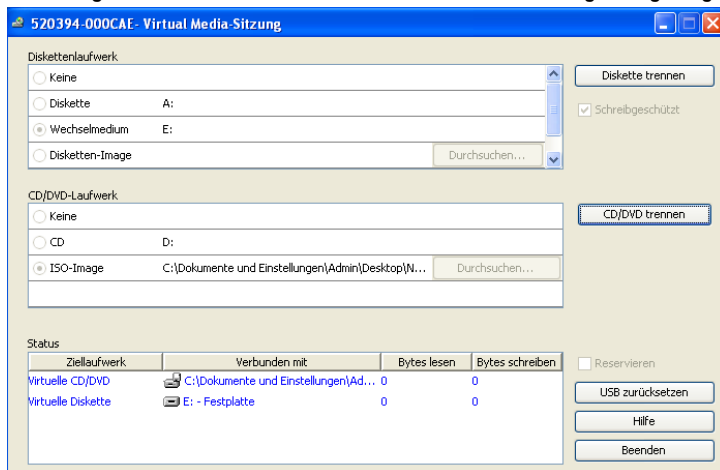 520394-000CAE- Virtual Media-Sitzung
Diskettenlaufwerk
Keine
Diskette A:
Wechselmedium E:
Disketten-Image Durchsuchen...
Diskette trennen
Schreibgeschützt
CD/DVD-Laufwerk
Keine
CD D:
ISO-Image C:\Dokumente und Einstellungen\Admin\Desktop\N... Durchsuchen...
CD/DVD trennen
Status
Ziellaufwerk Verbunden mit Bytes lesen Bytes schreiben
Virtuelle CD/DVD C:\Dokumente und Einstellungen\Ad... 0 0
Virtuelle Diskette E: - Festplatte 0 0
Reservieren
USB zurücksetzen
Hilfe
Beenden